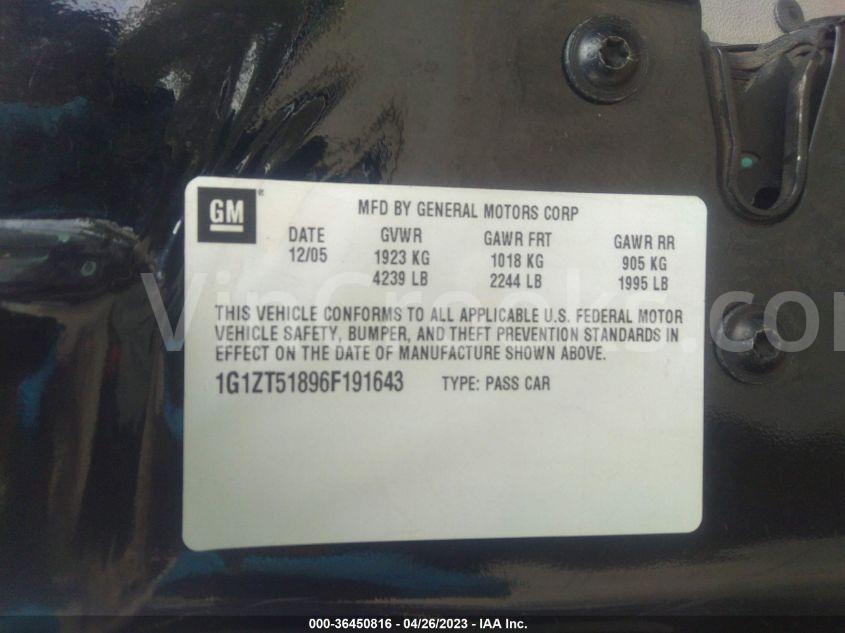 GM®
MFD BY GENERAL MOTORS CORP
DATE GVWR GAWR FRT GAWR RR
12/05 1923 KG 1018 KG 905 KG
4239 LB 2244 LB 1995 LB
THIS VEHICLE CONFORMS TO ALL APPLICABLE U.S. FEDERAL MOTOR
VEHICLE SAFETY, BUMPER, AND THEFT PREVENTION STANDARDS IN
EFFECT ON THE DATE OF MANUFACTURE SHOWN ABOVE.
1G1ZT51896F191643 TYPE: PASS CAR
000-36450816 - 04/26/2023 - IAA Inc.